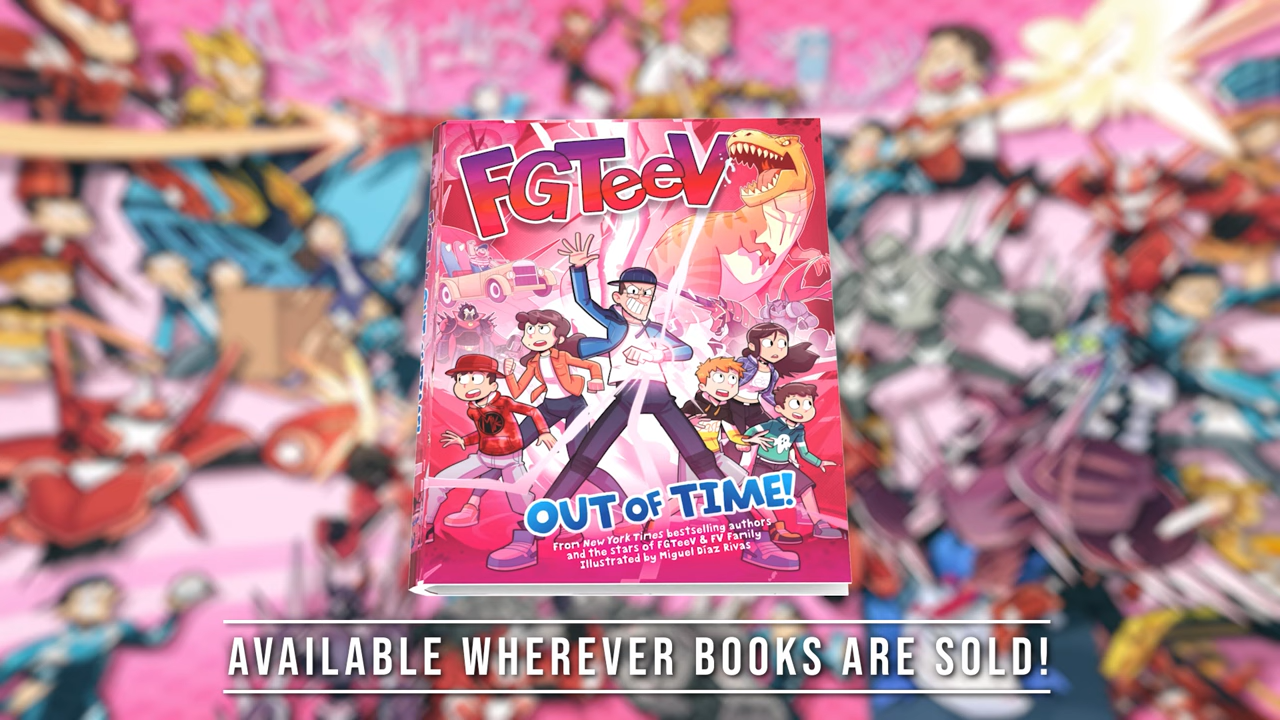 FGTeeV
OUT OF TIME!
From New York Times bestselling authors
and the stars of FGTeeV & FV Family
Illustrated by Miguel Díaz Rivas
AVAILABLE WHEREVER BOOKS ARE SOLD!